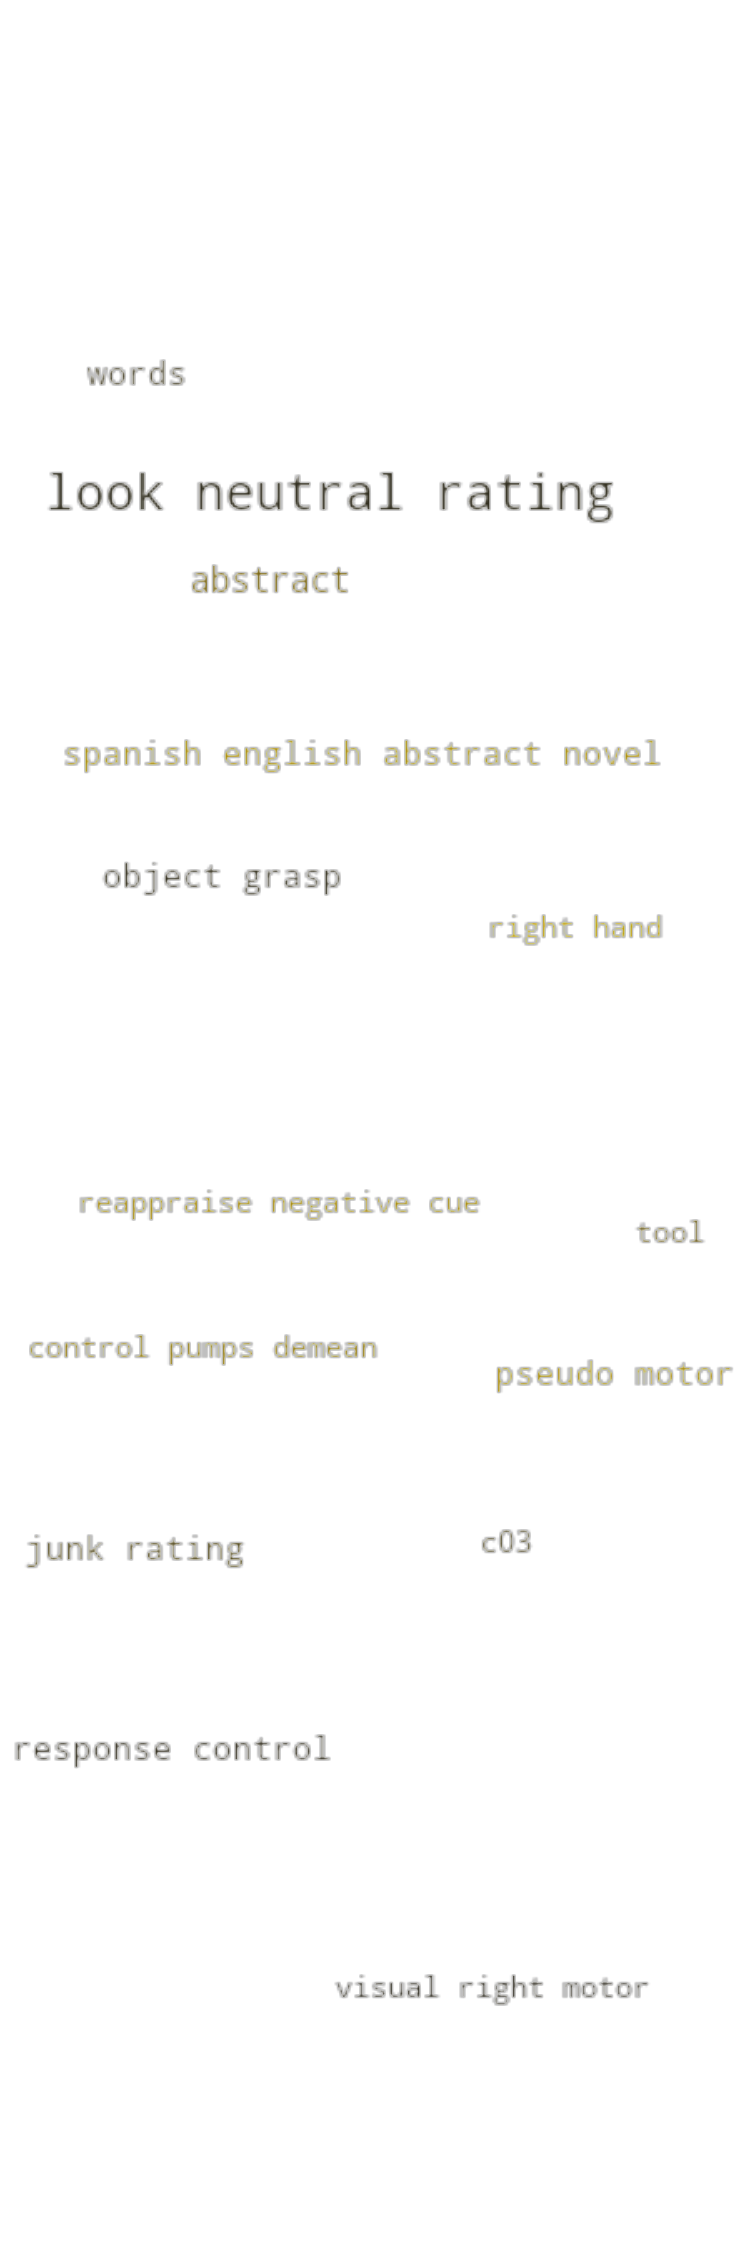 words
look neutral rating
abstract
spanish english abstract novel
object grasp
right hand
reappraise negative cue
tool
control pumps demean
pseudo motor
junk rating
c03
response control
visual right motor